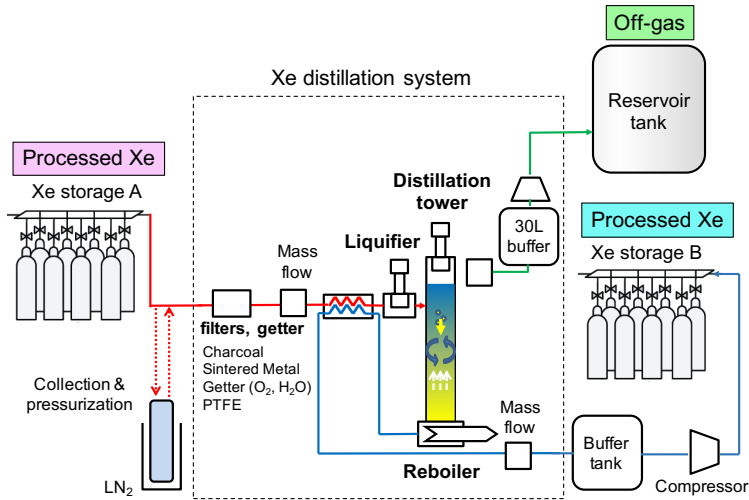 Off-gas
Xe distillation system
Reservoir
tank
Processed Xe
Xe storage A
Distillation
tower
30L
buffer
Processed Xe
Xe storage B
Liquifier
Mass
flow
filters, getter
Charcoal
Sintered Metal
Getter (O₂, H₂O)
PTFE
Collection &
pressurization
LN₂
Reboiler
Mass
flow
Buffer
tank
Compressor